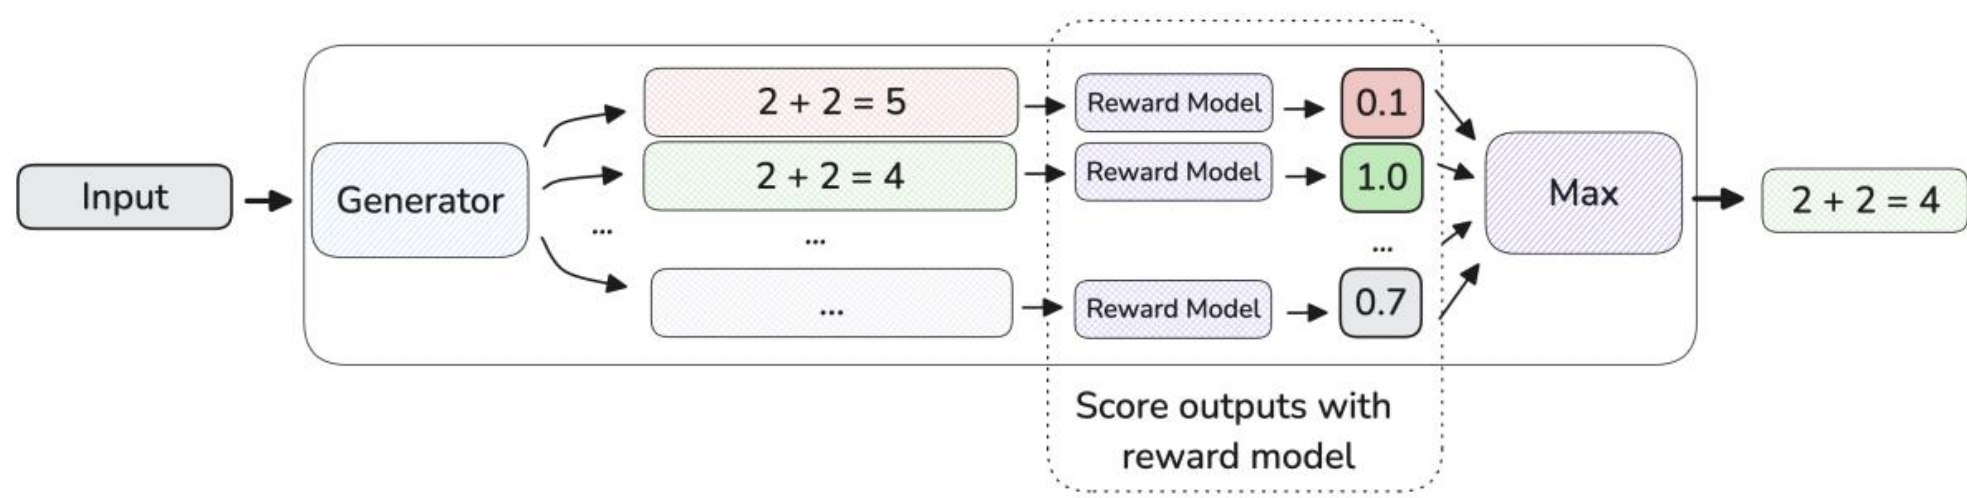 Input
Generator
...
2 + 2 = 5
2 + 2 = 4
...
...
Reward Model
Reward Model
Reward Model
0.1
1.0
...
0.7
Score outputs with
reward model
Max
2 + 2 = 4